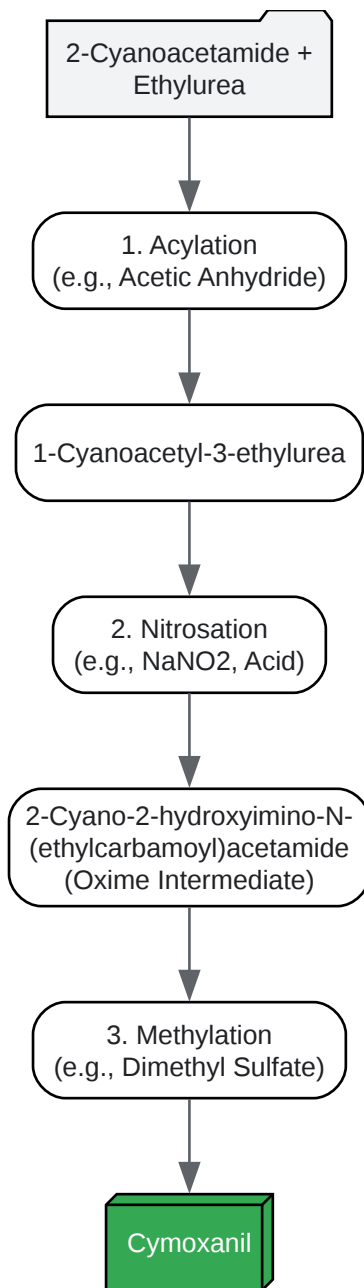 2-Cyanoacetamide +
Ethylurea
1. Acylation
(e.g., Acetic Anhydride)
1-Cyanoacetyl-3-ethylurea
2. Nitrosation
(e.g., NaNO2, Acid)
2-Cyano-2-hydroxyimino-N-
(ethylcarbamoyl)acetamide
(Oxime Intermediate)
3. Methylation
(e.g., Dimethyl Sulfate)
Cymoxanil